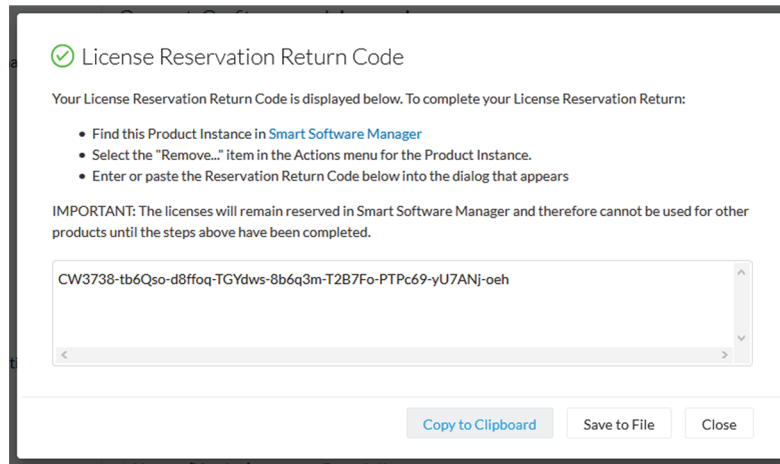 License Reservation Return Code
Your License Reservation Return Code is displayed below. To complete your License Reservation Return:
• Find this Product Instance in Smart Software Manager
• Select the "Remove..." item in the Actions menu for the Product Instance.
• Enter or paste the Reservation Return Code below into the dialog that appears
IMPORTANT: The licenses will remain reserved in Smart Software Manager and therefore cannot be used for other
products until the steps above have been completed.
CW3738-tb6Qso-d8ffoq-TGYdws-8b6q3m-T2B7Fo-PTPc69-yU7ANj-oeh
Copy to Clipboard
Save to File
Close